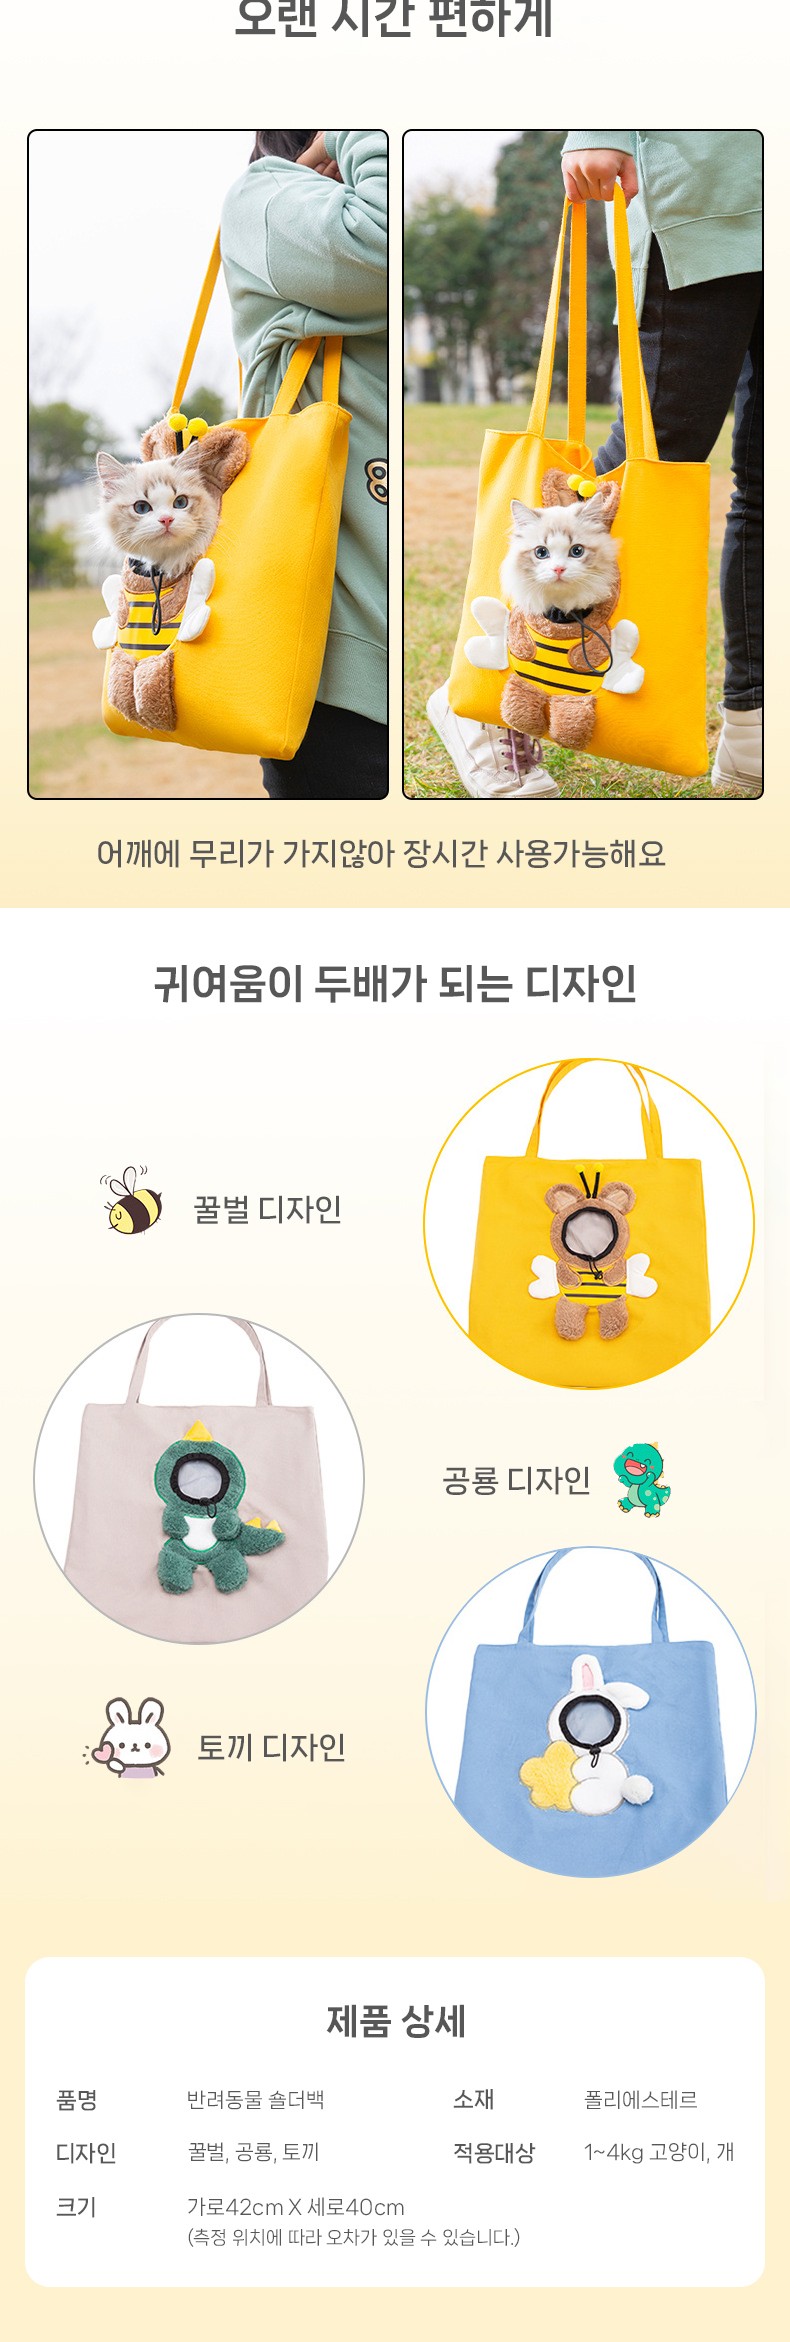 오랜 시간 편하게
어깨에 무리가 가지않아 장시간 사용가능해요
귀여움이 두배가 되는 디자인
꿀벌 디자인
공룡 디자인
토끼 디자인
제품 상세
품명 반려동물 숄더백 소재 폴리에스테르
디자인 꿀벌, 공룡, 토끼 적용대상 1~4kg 고양이, 개
크기 가로42cm X 세로40cm
(측정 위치에 따라 오차가 있을 수 있습니다.)